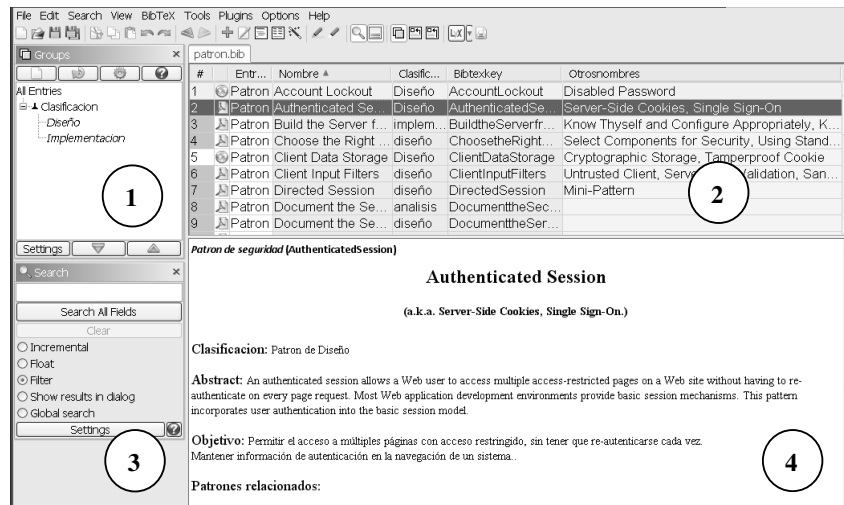 File Edit Search View BibTeX Tools Plugins Options Help
Groups
patron.bib
All Entries
Clasificacion
Diseño
Implementacion
1
Settings
# Entr... Nombre Clasific... Bibtexkey Otrosnombres
1 Patron Account Lockout Diseño AccountLockout Disabled Password
2 Patron Authenticated Se... Diseño AuthenticatedSe... Server-Side Cookies, Single Sign-On
3 Patron Build the Server f... implem... BuildtheServerfr... Know Thyself and Configure Appropriately, K...
4 Patron Choose the Right ... diseño ChoosetheRight... Select Components for Security, Using Stand...
5 Patron Client Data Storage Diseño ClientDataStorage Cryptographic Storage, Tamperproof Cookie
6 Patron Client Input Filters diseño ClientInputFilters Untrusted Client, San...
7 Patron Directed Session diseño DirectedSession Mini-Pattern
8 Patron Document the Se... analisis DocumenttheSec...
9 Patron Document the Se... diseño DocumenttheSer...
2
Search
Search All Fields
Clear
Incremental
Float
Filter
Show results in dialog
Global search
Settings
3
Patron de seguridad (AuthenticatedSession)
Authenticated Session
(a.k.a. Server-Side Cookies, Single Sign-On.)
Clasificacion: Patron de Diseño
Abstract: An authenticated session allows a Web user to access multiple access-restricted pages on a Web site without having to re-
authenticate on every page request. Most Web application development environments provide basic session mechanisms. This pattern
incorporates user authentication into the basic session model.
Objetivo: Permitir el acceso a múltiples páginas con acceso restringido, sin tener que re-autenticarse cada vez.
Mantener información de autenticación en la navegación de un sistema..
Patrones relacionados:
4